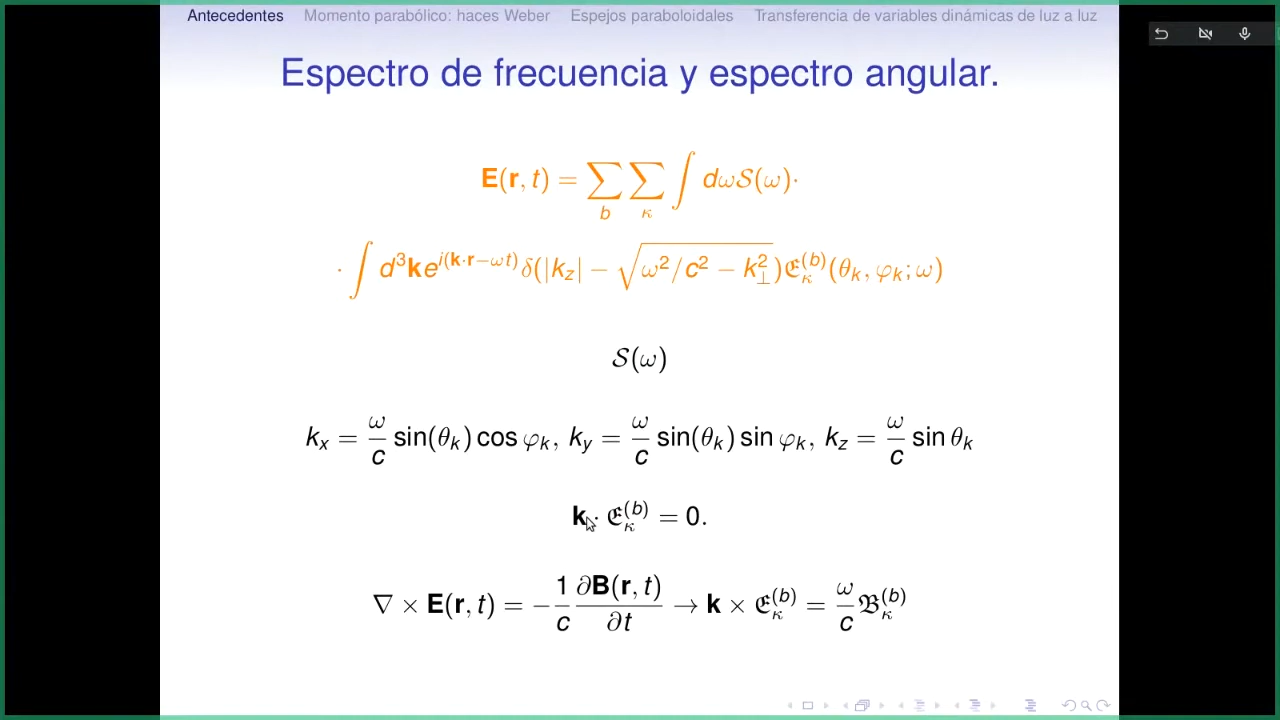 Antecedentes Momento parabólico: haces Weber Espejos paraboloidales Transferencia de variables dinámicas de luz a luz
Espectro de frecuencia y espectro angular.
E(r, t) = ∑_b ∑_κ ∫ dω𝒮(ω)·
· ∫ d³k e^{i(k·r−ωt)} δ(|k_z| − √(ω²/c² − k_⊥²)) 𝔈_κ^{(b)}(θ_k, φ_k; ω)
𝒮(ω)
k_x = ω/c sin(θ_k) cos φ_k, k_y = ω/c sin(θ_k) sin φ_k, k_z = ω/c sin θ_k
k · 𝔈_κ^{(b)} = 0.
∇ × E(r, t) = −1/c ∂B(r, t)/∂t → k × 𝔈_κ^{(b)} = ω/c 𝔅_κ^{(b)}